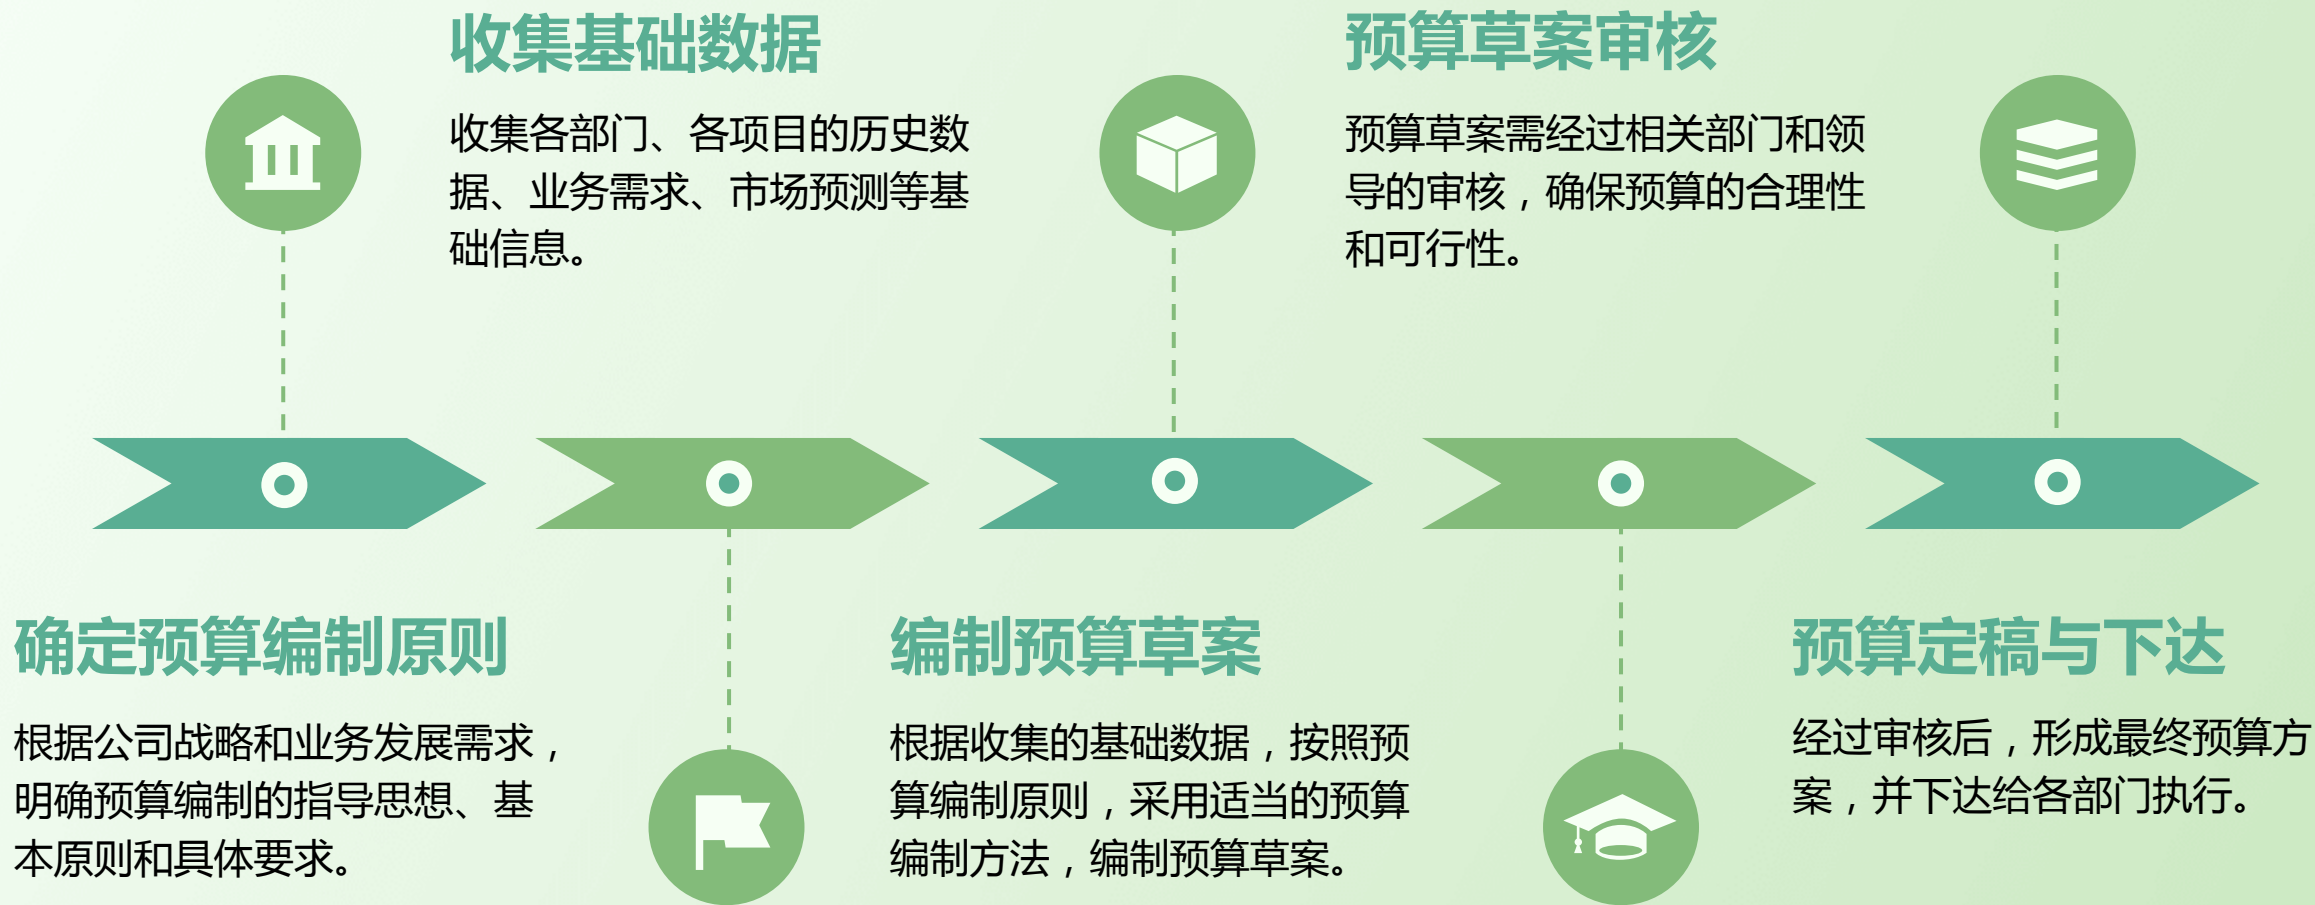 收集基础数据
收集各部门、各项目的历史数
据、业务需求、市场预测等基
础信息。
预算草案审核
预算草案需经过相关部门和领
导的审核，确保预算的合理性
和可行性。
确定预算编制原则
根据公司战略和业务发展需求，
明确预算编制的指导思想、基
本原则和具体要求。
编制预算草案
根据收集的基础数据，按照预
算编制原则，采用适当的预算
编制方法，编制预算草案。
预算定稿与下达
经过审核后，形成最终预算方
案，并下达给各部门执行。